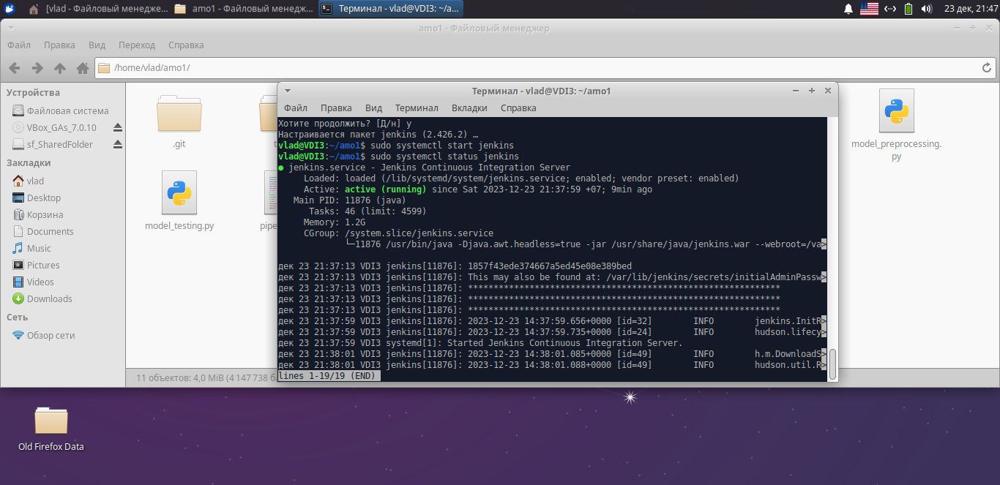 [vlad - Файловый менедже...
amo1 - Файловый менедж...
Терминал - vlad@VDI3: ~/a...
23 дек, 21:47
amo1 - Файловый менеджер
Файл Правка Вид Переход Справка
/home/vlad/amo1/
Устройства
Файловая система
VBox_GAs_7.0.10
sf_SharedFolder
Закладки
vlad
Desktop
Корзина
Documents
Music
Pictures
Videos
Downloads
Сеть
Обзор сети
.git
model_preprocessing.
py
model_testing.py
pipe
11 объектов: 4,0 MiB (4 147 738 ба
Терминал - vlad@VDI3: ~/amo1
Файл Правка Вид Терминал Вкладки Справка
Хотите продолжить? [Д/н] y
Настраивается пакет jenkins (2.426.2) …
vlad@VDI3:~/amo1$ sudo systemctl start jenkins
vlad@VDI3:~/amo1$ sudo systemctl status jenkins
● jenkins.service - Jenkins Continuous Integration Server
Loaded: loaded (/lib/systemd/system/jenkins.service; enabled; vendor preset: enabled)
Active: active (running) since Sat 2023-12-23 21:37:59 +07; 9min ago
Main PID: 11876 (java)
Tasks: 46 (limit: 4599)
Memory: 1.2G
CGroup: /system.slice/jenkins.service
└─11876 /usr/bin/java -Djava.awt.headless=true -jar /usr/share/java/jenkins.war --webroot=/va>
дек 23 21:37:13 VDI3 jenkins[11876]: 1857f43ede374667a5ed45e08e389bed
дек 23 21:37:13 VDI3 jenkins[11876]: This may also be found at: /var/lib/jenkins/secrets/initialAdminPassw>
дек 23 21:37:13 VDI3 jenkins[11876]: *************************************************************
дек 23 21:37:13 VDI3 jenkins[11876]: *************************************************************
дек 23 21:37:13 VDI3 jenkins[11876]: *************************************************************
дек 23 21:37:59 VDI3 jenkins[11876]: 2023-12-23 14:37:59.656+0000 [id=32] INFO jenkins.InitR>
дек 23 21:37:59 VDI3 jenkins[11876]: 2023-12-23 14:37:59.735+0000 [id=24] INFO hudson.lifecy>
дек 23 21:37:59 VDI3 systemd[1]: Started Jenkins Continuous Integration Server.
дек 23 21:38:01 VDI3 jenkins[11876]: 2023-12-23 14:38:01.085+0000 [id=49] INFO h.m.DownloadS>
дек 23 21:38:01 VDI3 jenkins[11876]: 2023-12-23 14:38:01.088+0000 [id=49] INFO hudson.util.R>
lines 1-19/19 (END)
Old Firefox Data